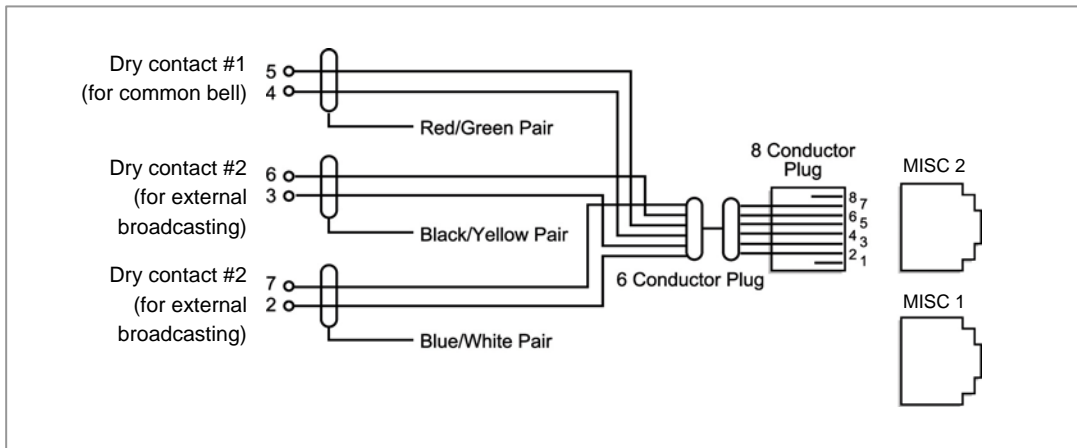 Dry contact #1
(for common bell)
5
4
Red/Green Pair
Dry contact #2
(for external
broadcasting)
6
3
Black/Yellow Pair
Dry contact #2
(for external
broadcasting)
7
2
Blue/White Pair
6 Conductor Plug
8 Conductor
Plug
8
7
6
5
4
3
2
1
MISC 2
MISC 1